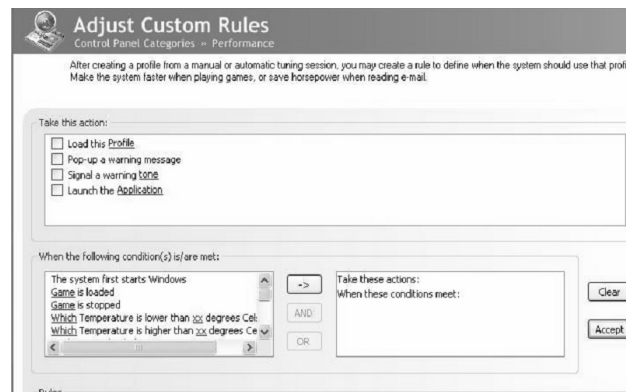 Adjust Custom Rules
Control Panel Categories » Performance
After creating a profile from a manual or automatic tuning session, you may create a rule to define when the system should use that profi
Make the system faster when playing games, or save horsepower when reading e-mail.
Take this action:
Load this Profile
Pop-up a warning message
Signal a warning tone
Launch the Application
When the following condition(s) is/are met:
The system first starts Windows
Game is loaded
Game is stopped
Which Temperature is lower than xx degrees Cel
Which Temperature is higher than xx degrees Ce
->
AND
OR
Take these actions:
When these conditions meet:
Clear
Accept
Rules